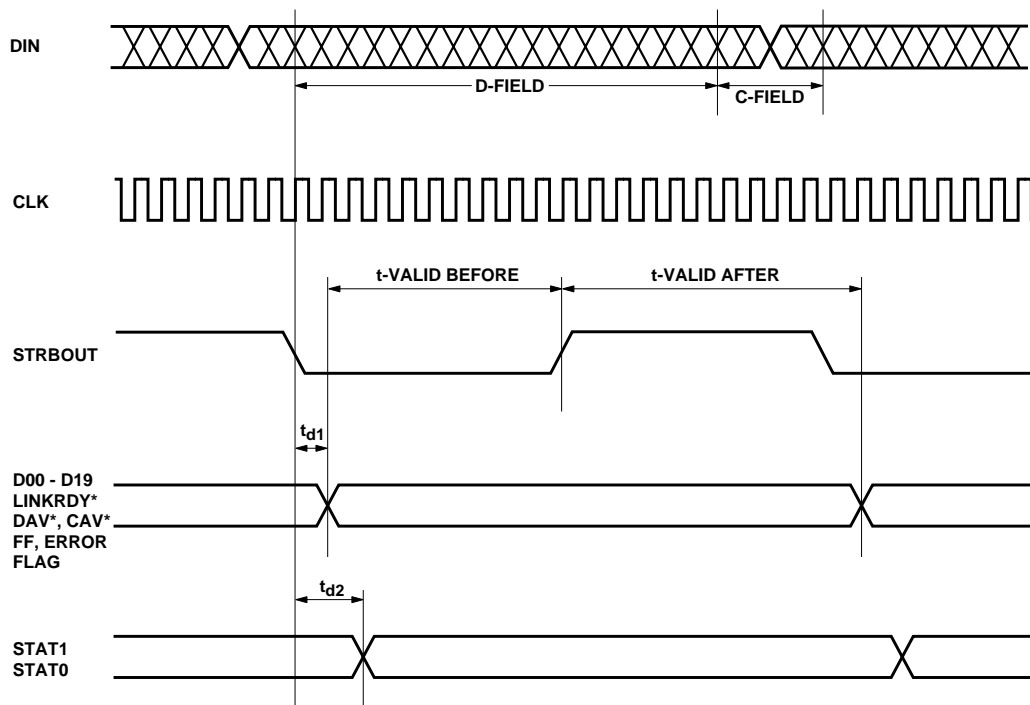 DIN
D-FIELD
C-FIELD
CLK
t-VALID BEFORE
t-VALID AFTER
STRBOUT
td1
D00 - D19
LINKRDY*
DAV*, CAV*
FF, ERROR
FLAG
td2
STAT1
STAT0